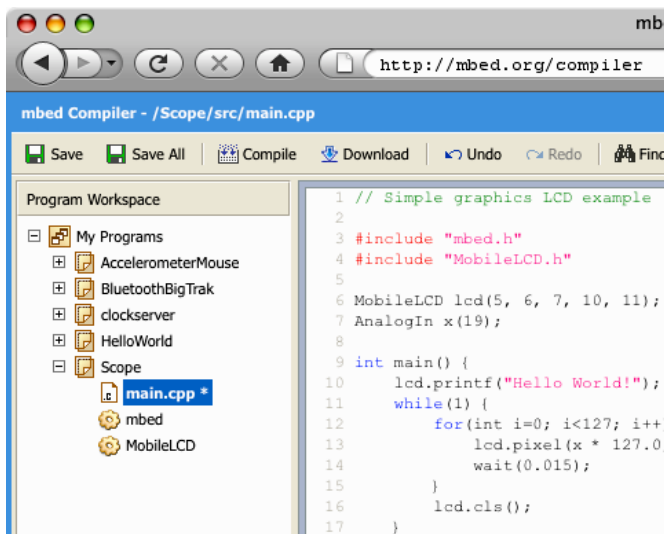 mb
http://mbed.org/compiler
mbed Compiler - /Scope/src/main.cpp
Save Save All Compile Download Undo Redo Find
Program Workspace
My Programs
AccelerometerMouse
BluetoothBigTrak
clockserver
HelloWorld
Scope
main.cpp *
mbed
MobileLCD
1 // Simple graphics LCD example
2
3 #include "mbed.h"
4 #include "MobileLCD.h"
5
6 MobileLCD lcd(5, 6, 7, 10, 11);
7 AnalogIn x(19);
8
9 int main() {
10 lcd.printf("Hello World!");
11 while(1) {
12 for(int i=0; i<127; i++
13 lcd.pixel(x * 127.0
14 wait(0.015);
15 }
16 lcd.cls();
17 }